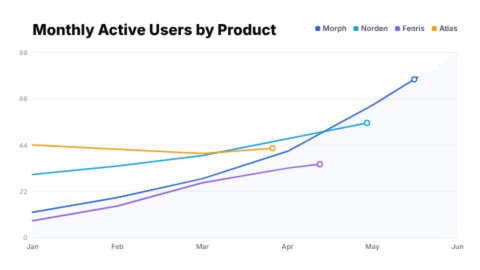 Monthly Active Users by Product
Morph Norden Fenris Atlas
88
66
44
22
0
Jan Feb Mar Apr May Jun